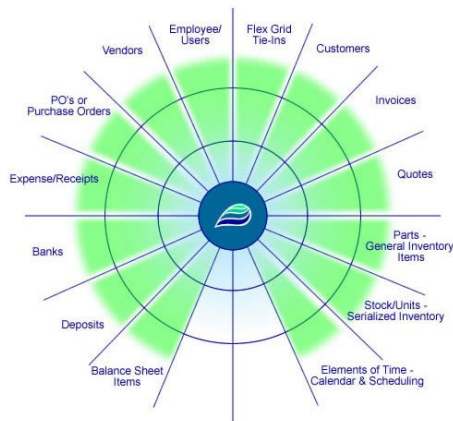 Employee/
Users
Flex Grid
Tie-Ins
Vendors
Customers
PO's or
Purchase Orders
Invoices
Expense/Receipts
Quotes
Banks
Parts -
General Inventory
Items
Deposits
Stock/Units -
Serialized Inventory
Balance Sheet
Items
Elements of Time -
Calendar & Scheduling